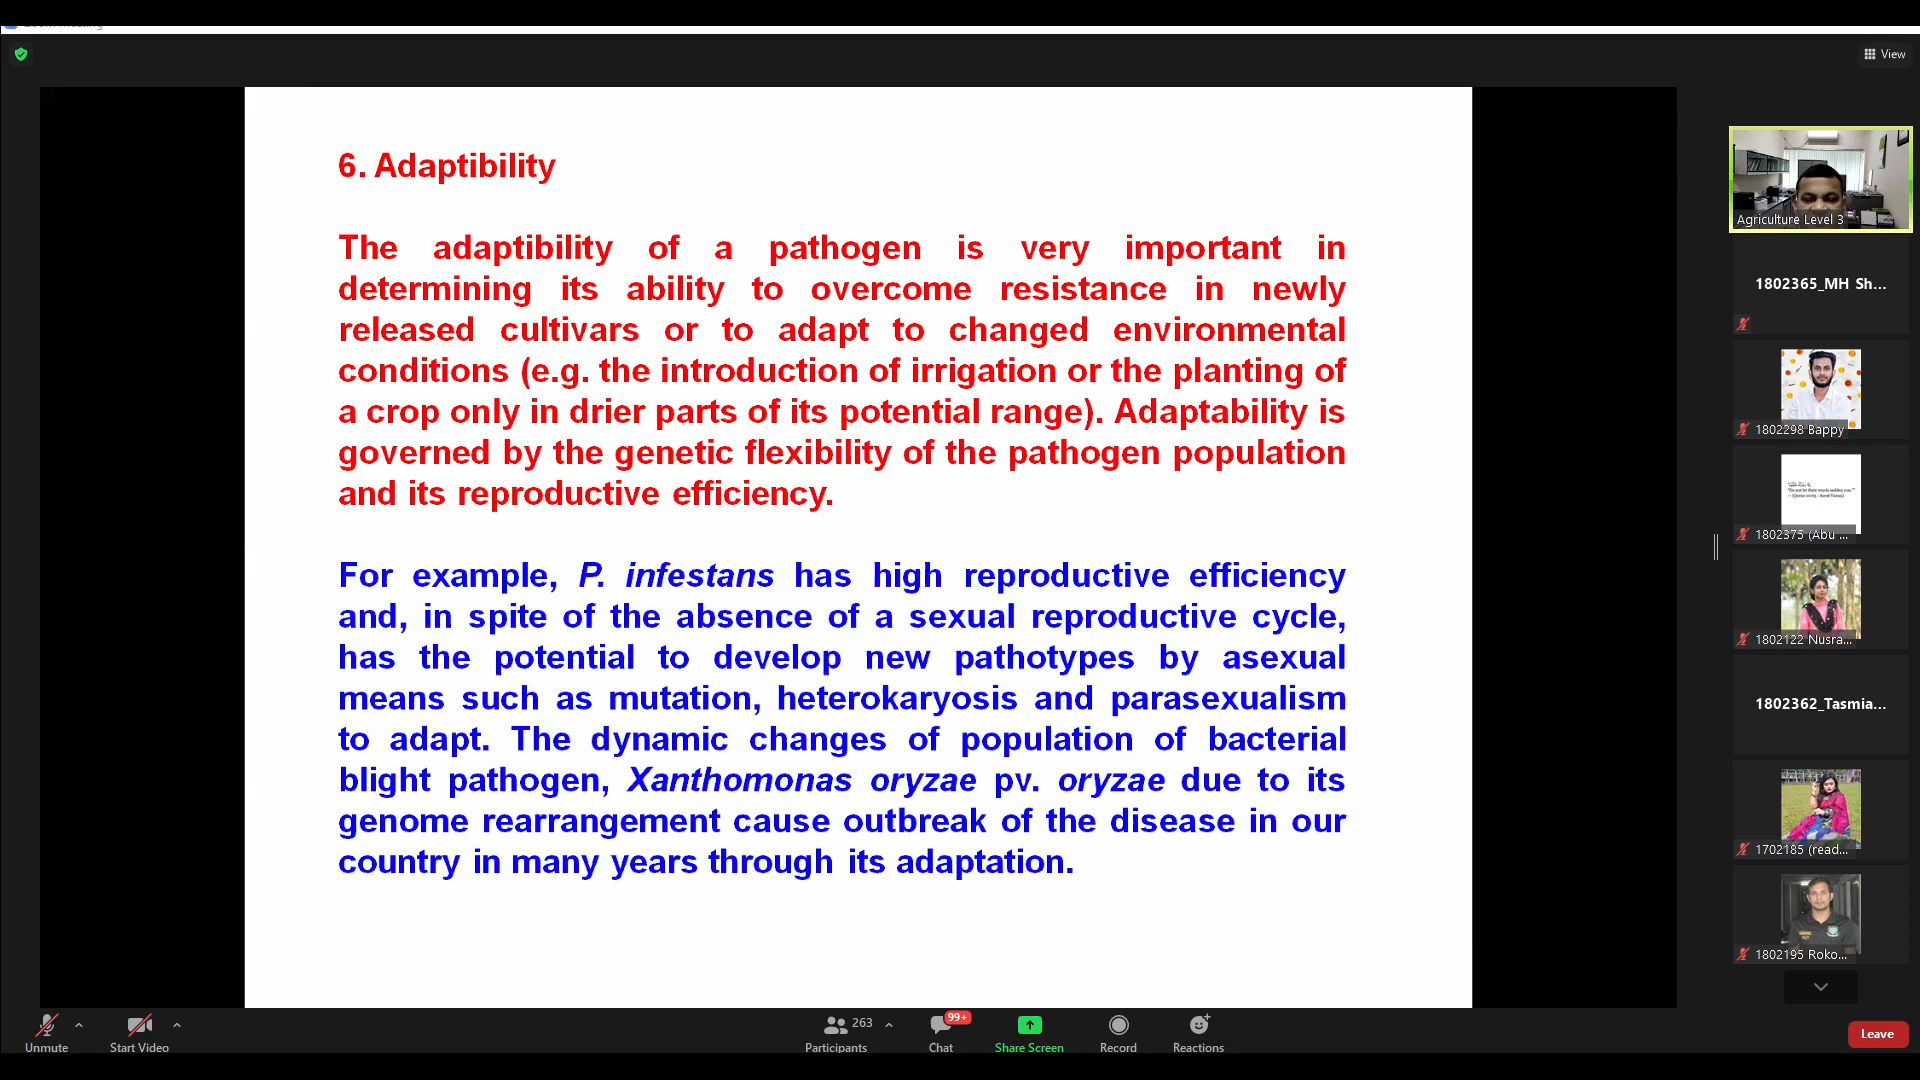 View
6. Adaptibility
The adaptibility of a pathogen is very important in
determining its ability to overcome resistance in newly
released cultivars or to adapt to changed environmental
conditions (e.g. the introduction of irrigation or the planting of
a crop only in drier parts of its potential range). Adaptability is
governed by the genetic flexibility of the pathogen population
and its reproductive efficiency.
For example, P. infestans has high reproductive efficiency
and, in spite of the absence of a sexual reproductive cycle,
has the potential to develop new pathotypes by asexual
means such as mutation, heterokaryosis and parasexualism
to adapt. The dynamic changes of population of bacterial
blight pathogen, Xanthomonas oryzae pv. oryzae due to its
genome rearrangement cause outbreak of the disease in our
country in many years through its adaptation.
Agriculture Level 3
1802365_MH Sh...
1802298 Bappy
1802375 (Abu ...
1802122 Nusra...
1802362_Tasmia...
1702185 (read...
1802195 Roko...
Unmute
Start Video
263
Participants
99+
Chat
Share Screen
Record
Reactions
Leave